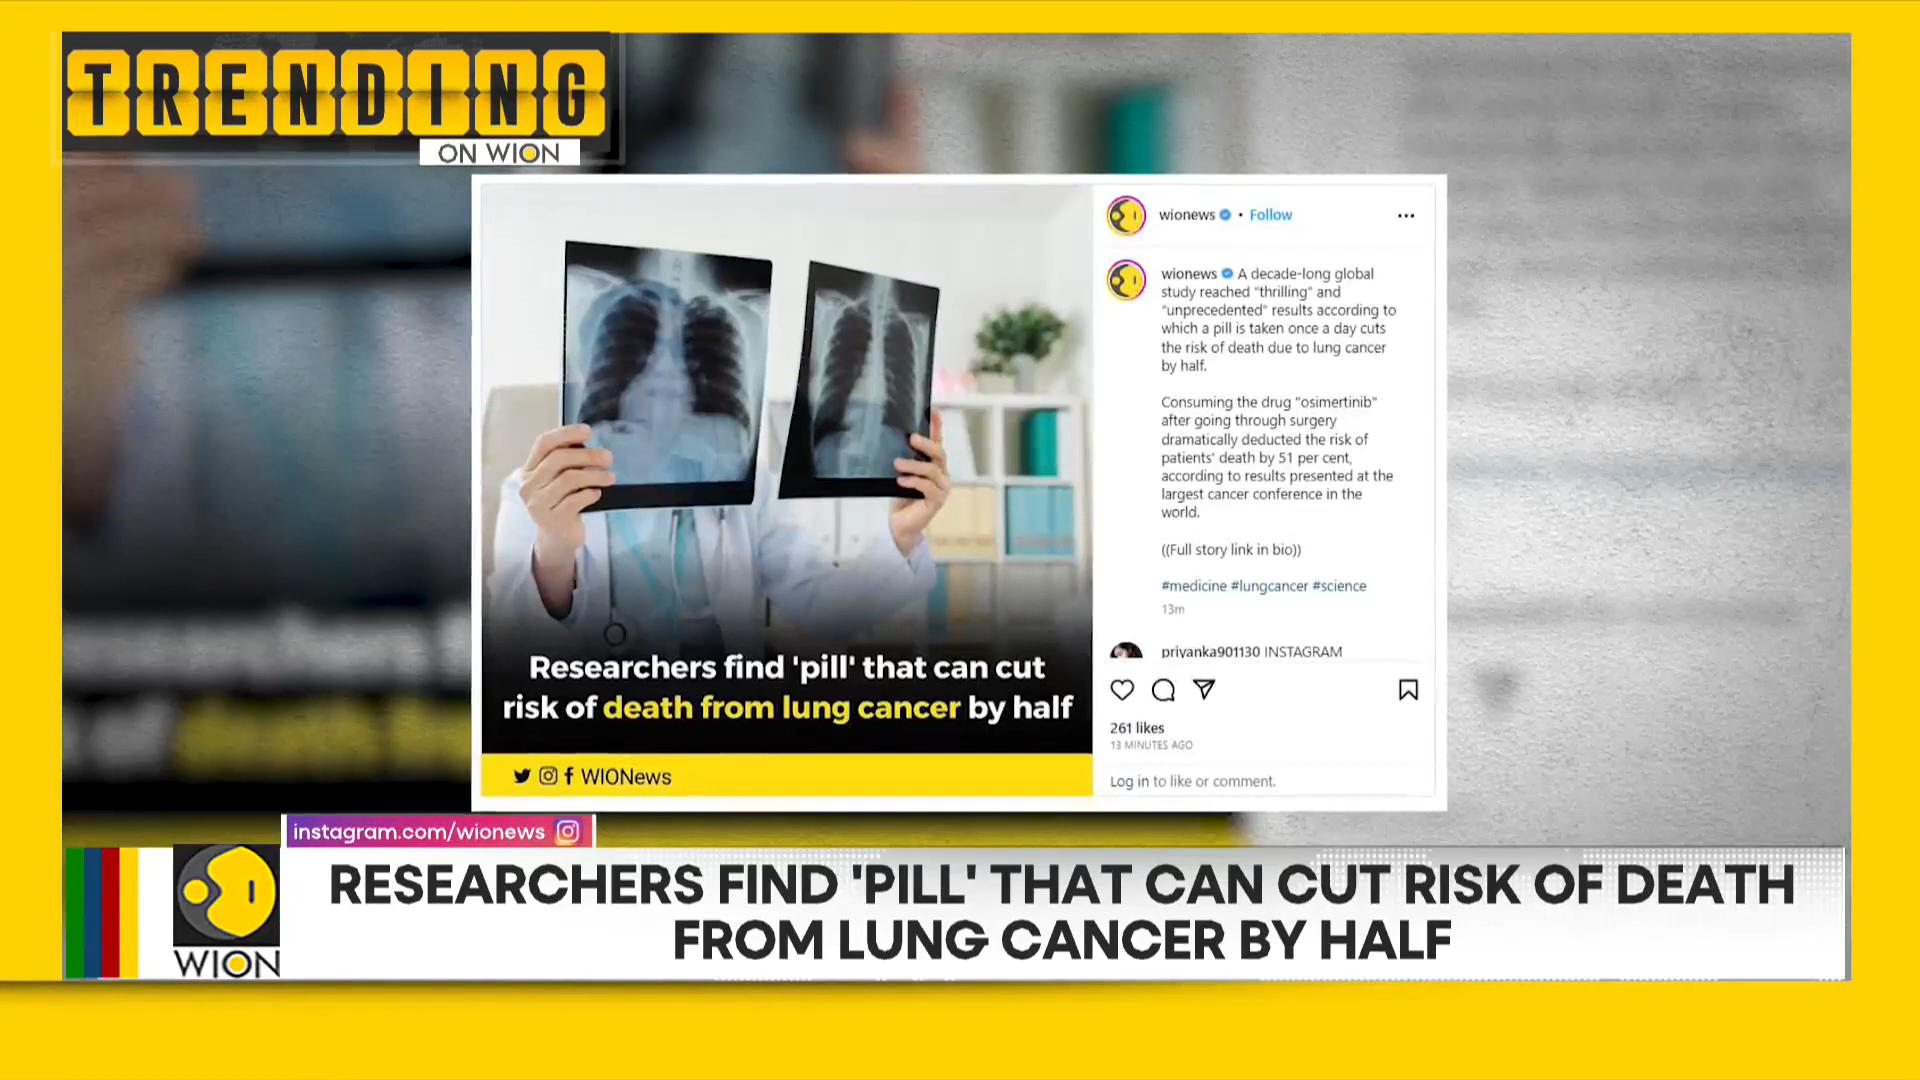 TRENDING
ON WION
wionews • Follow
wionews A decade-long global
study reached "thrilling" and
"unprecedented" results according to
which a pill is taken once a day cuts
the risk of death due to lung cancer
by half.
Consuming the drug "osimertinib"
after going through surgery
dramatically deducted the risk of
patients' death by 51 per cent,
according to results presented at the
largest cancer conference in the
world.
((Full story link in bio))
#medicine #lungcancer #science
13m
priyanka901130 INSTAGRAM
261 likes
13 MINUTES AGO
Log in to like or comment.
Researchers find 'pill' that can cut
risk of death from lung cancer by half
WIONews
instagram.com/wionews
RESEARCHERS FIND 'PILL' THAT CAN CUT RISK OF DEATH
FROM LUNG CANCER BY HALF
WION